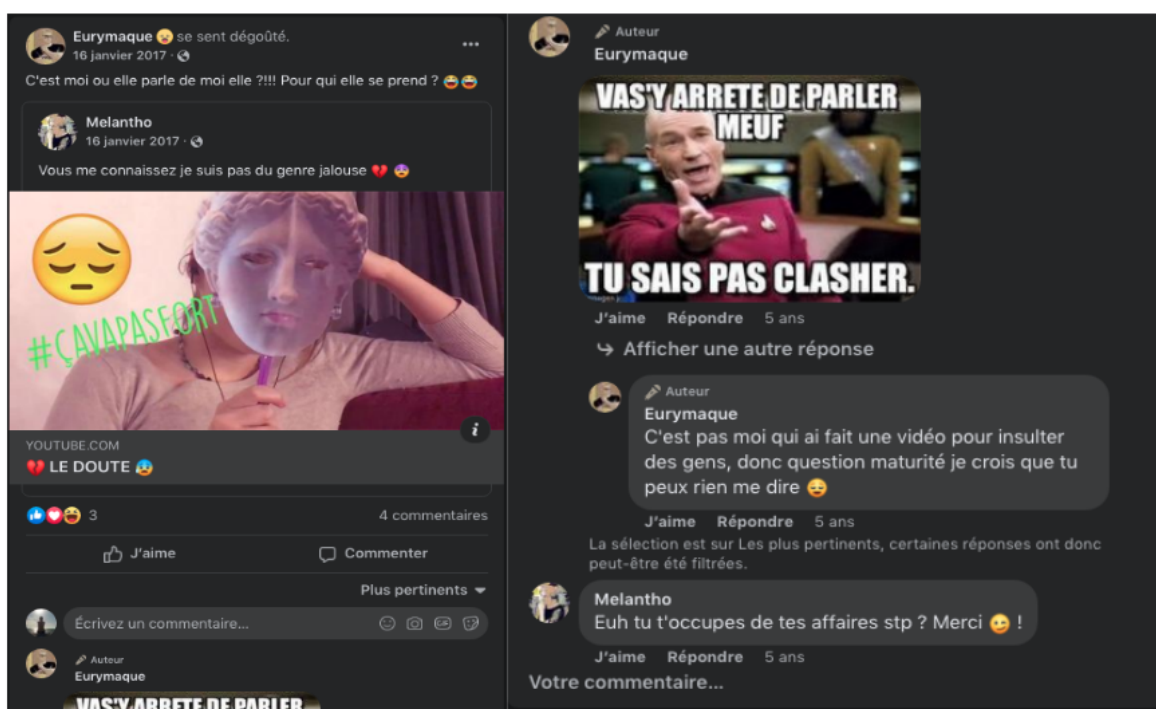 Eurymaque se sent dégoûté.
16 janvier 2017 ·
C'est moi ou elle parle de moi elle ?!!! Pour qui elle se prend ? 😂😂
Melantho
16 janvier 2017 ·
Vous me connaissez je suis pas du genre jalouse 💔 😨
#ÇAVAPASFORT
YOUTUBE.COM
💔 LE DOUTE 😰
3
4 commentaires
J'aime
Commenter
Plus pertinents
Écrivez un commentaire...
GIF
Auteur
Eurymaque
VAS'Y ARRETE DE PARLER
Auteur
Eurymaque
VAS'Y ARRETE DE PARLER
MEUF
TU SAIS PAS CLASHER.
J'aime Répondre 5 ans
Afficher une autre réponse
Auteur
Eurymaque
C'est pas moi qui ai fait une vidéo pour insulter
des gens, donc question maturité je crois que tu
peux rien me dire 😌
J'aime Répondre 5 ans
La sélection est sur Les plus pertinents, certaines réponses ont donc
peut-être été filtrées.
Melantho
Euh tu t'occupes de tes affaires stp ? Merci 😉 !
J'aime Répondre 5 ans
Votre commentaire...